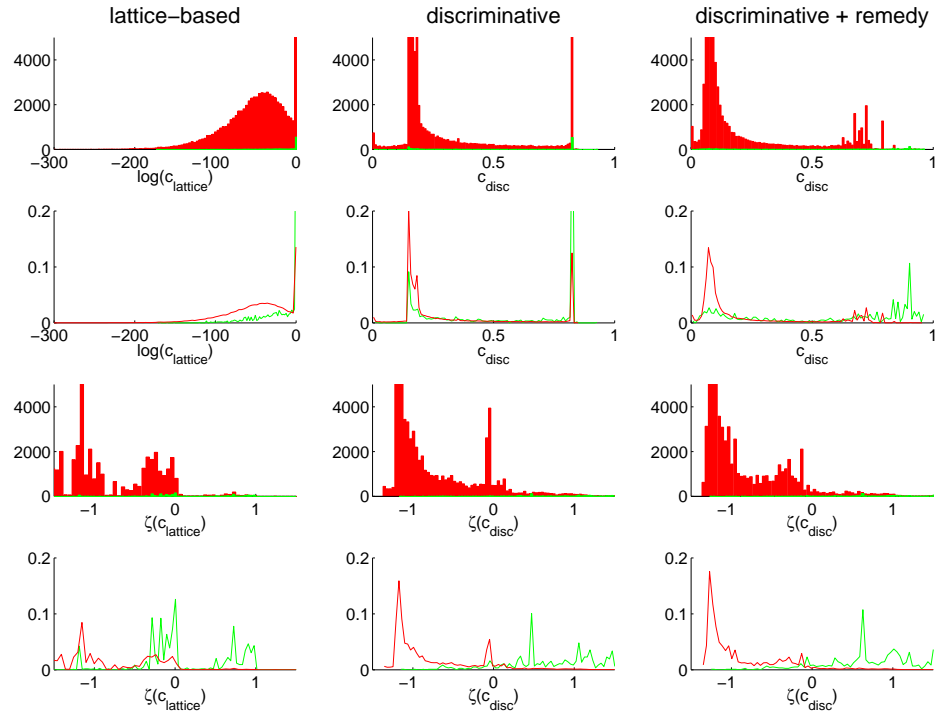 lattice−based discriminative discriminative + remedy
4000 4000 4000
2000 2000 2000
0 0 0
−300 −200 −100 0 0 0.5 1 0 0.5 1
log(c_lattice) c_disc c_disc
0.2 0.2 0.2
0.1 0.1 0.1
0 0 0
−300 −200 −100 0 0 0.5 1 0 0.5 1
log(c_lattice) c_disc c_disc
4000 4000 4000
2000 2000 2000
0 0 0
−1 0 1 −1 0 1 −1 0 1
ζ(c_lattice) ζ(c_disc) ζ(c_disc)
0.2 0.2 0.2
0.1 0.1 0.1
0 0 0
−1 0 1 −1 0 1 −1 0 1
ζ(c_lattice) ζ(c_disc) ζ(c_disc)